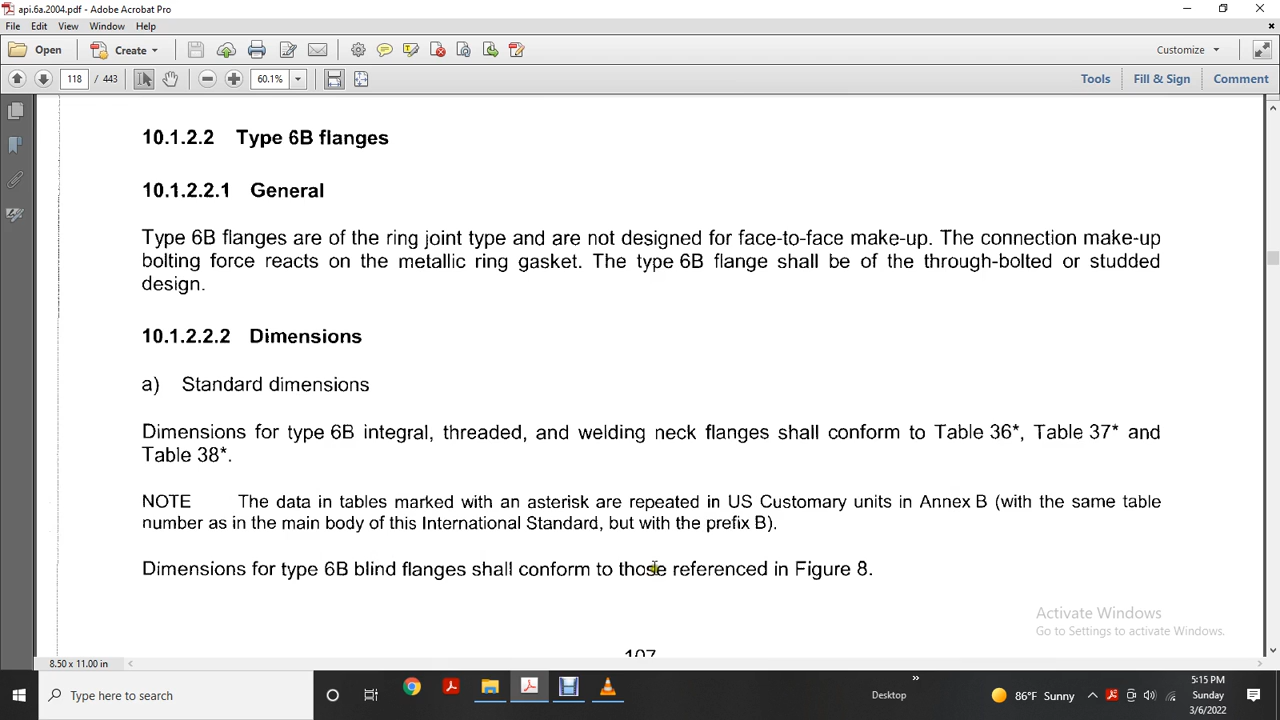 api.6a.2004.pdf - Adobe Acrobat Pro
File Edit View Window Help
Open Create Customize
118 / 443 60.1% Tools Fill & Sign Comment
10.1.2.2 Type 6B flanges
10.1.2.2.1 General
Type 6B flanges are of the ring joint type and are not designed for face-to-face make-up. The connection make-up
bolting force reacts on the metallic ring gasket. The type 6B flange shall be of the through-bolted or studded
design.
10.1.2.2.2 Dimensions
a) Standard dimensions
Dimensions for type 6B integral, threaded, and welding neck flanges shall conform to Table 36*, Table 37* and
Table 38*.
NOTE The data in tables marked with an asterisk are repeated in US Customary units in Annex B (with the same table
number as in the main body of this International Standard, but with the prefix B).
Dimensions for type 6B blind flanges shall conform to those referenced in Figure 8.
Activate Windows
Go to Settings to activate Windows.
107
8.50 x 11.00 in
Type here to search
Desktop
86°F Sunny
5:15 PM
Sunday
3/6/2022